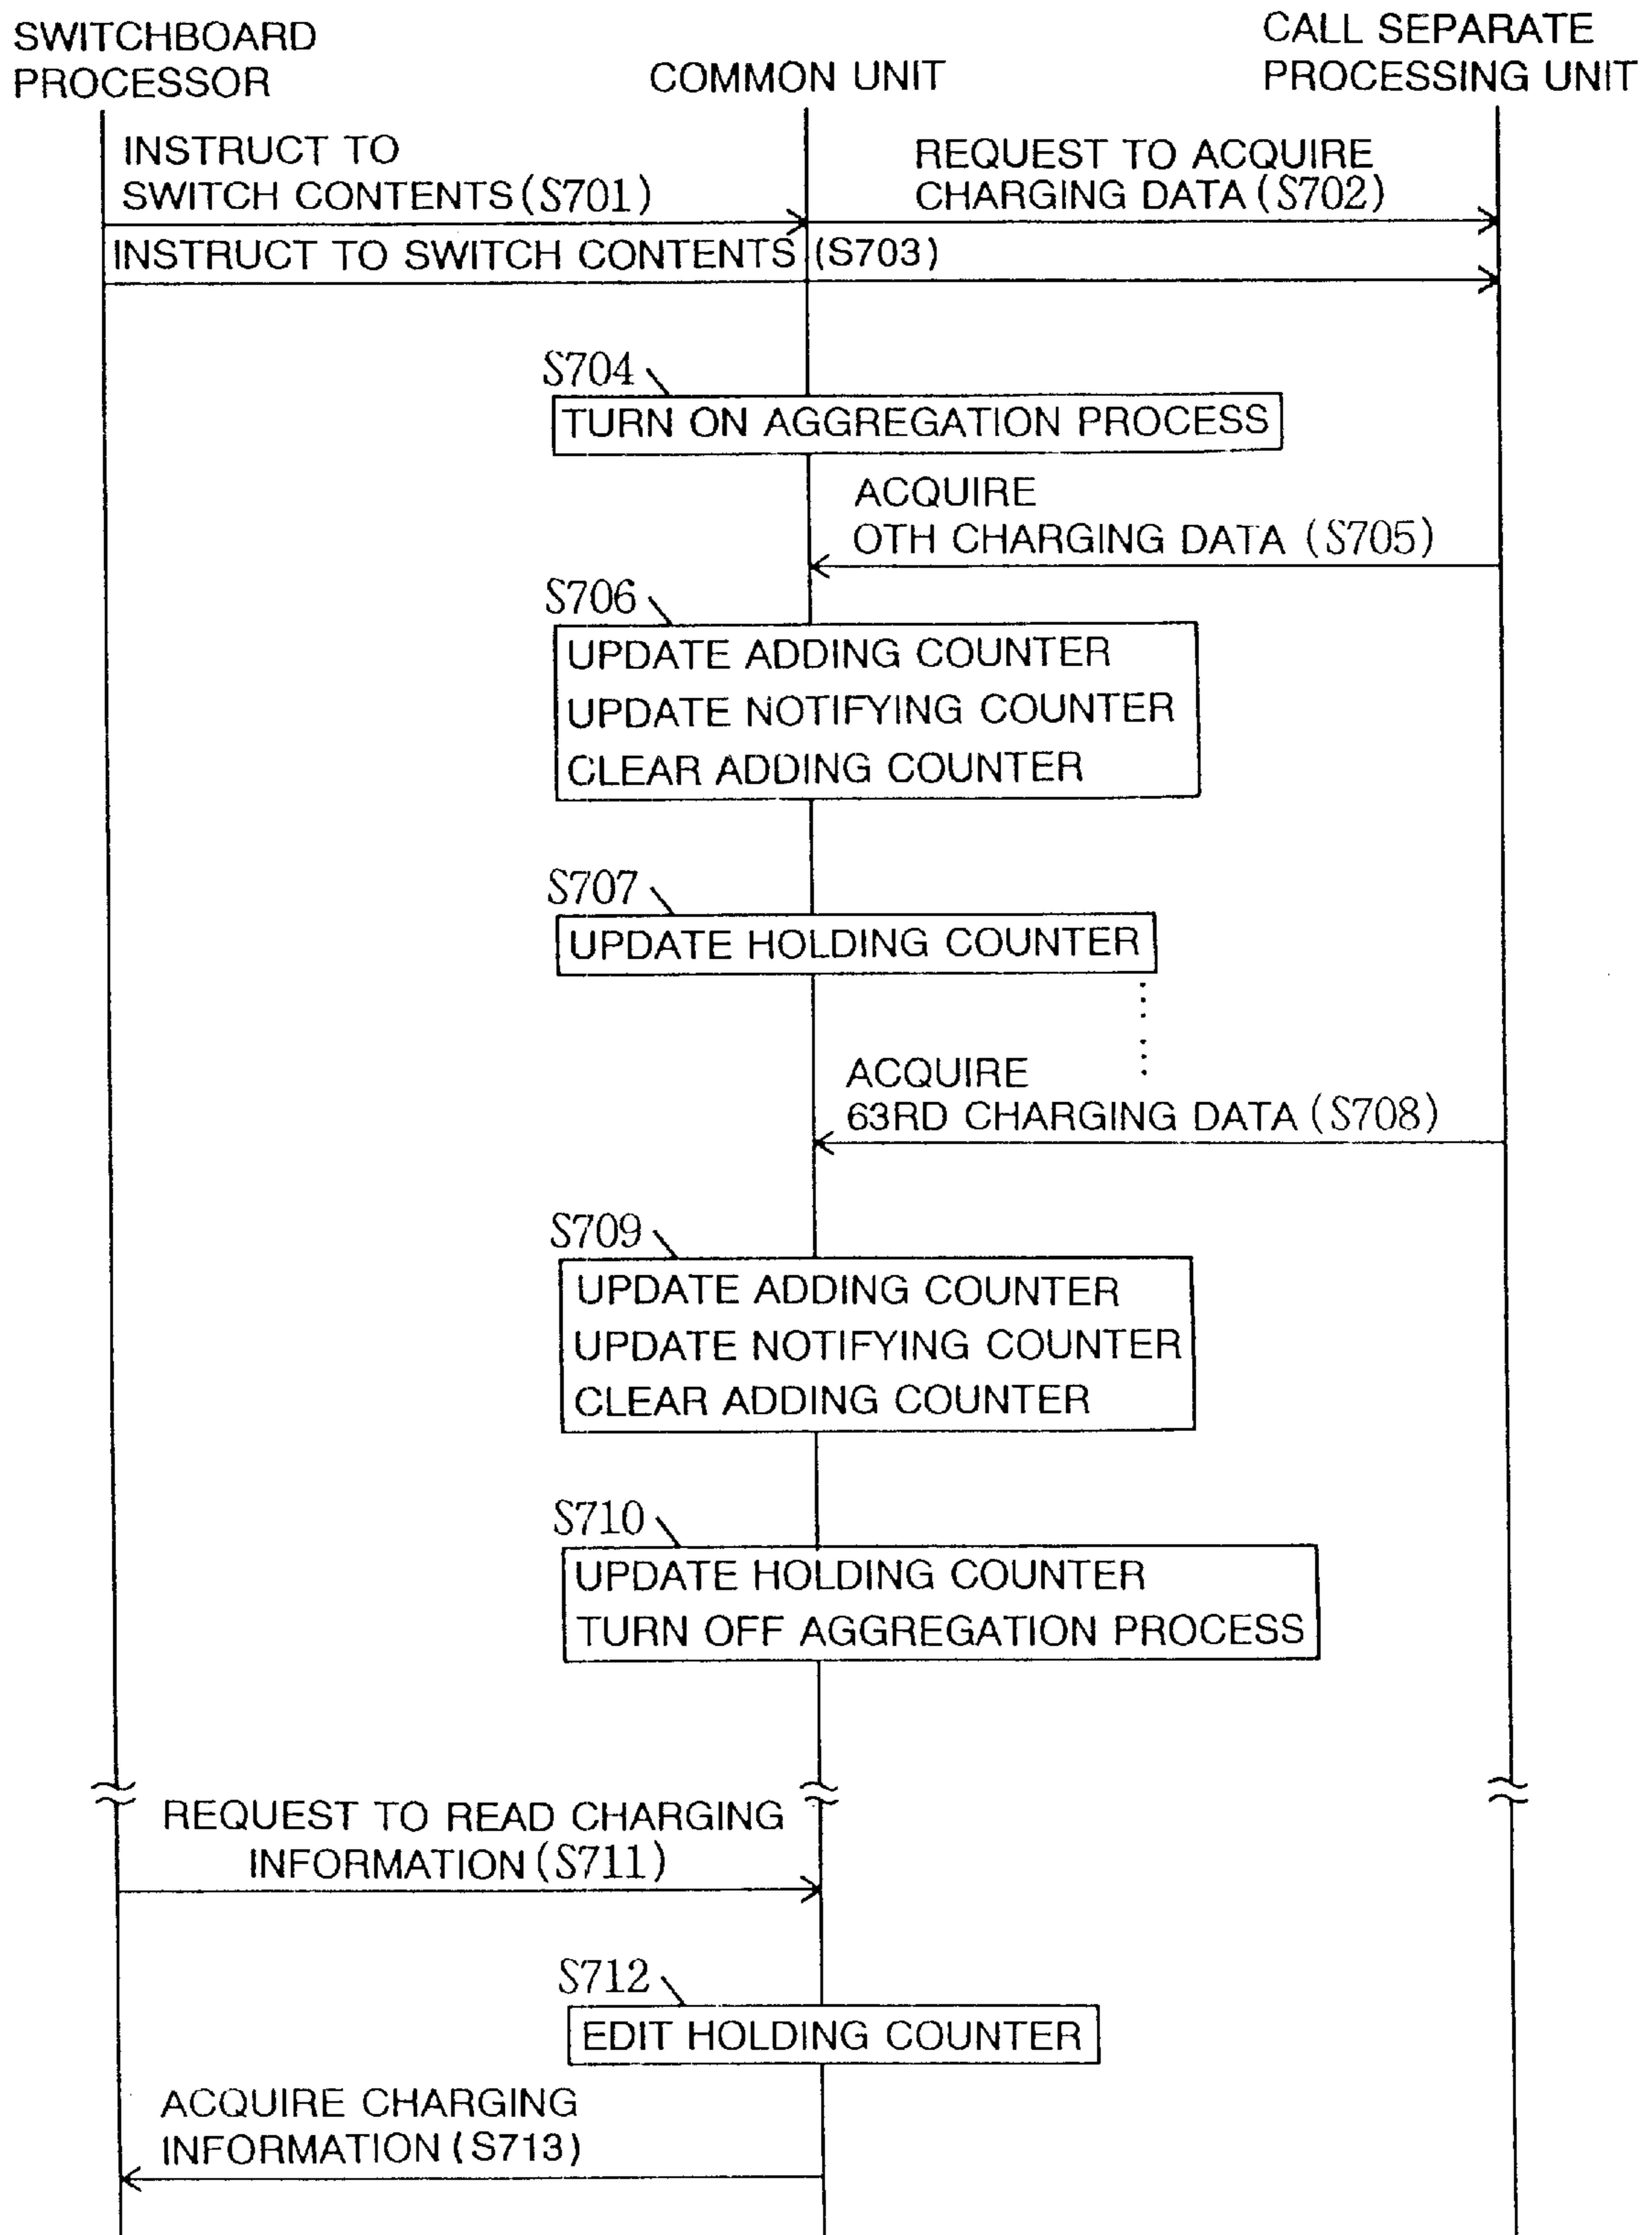 SWITCHBOARD
PROCESSOR
COMMON UNIT
CALL SEPARATE
PROCESSING UNIT
INSTRUCT TO
SWITCH CONTENTS (S701)
REQUEST TO ACQUIRE
CHARGING DATA (S702)
INSTRUCT TO SWITCH CONTENTS (S703)
S704
TURN ON AGGREGATION PROCESS
ACQUIRE
OTH CHARGING DATA (S705)
S706
UPDATE ADDING COUNTER
UPDATE NOTIFYING COUNTER
CLEAR ADDING COUNTER
S707
UPDATE HOLDING COUNTER
ACQUIRE
63RD CHARGING DATA (S708)
S709
UPDATE ADDING COUNTER
UPDATE NOTIFYING COUNTER
CLEAR ADDING COUNTER
S710
UPDATE HOLDING COUNTER
TURN OFF AGGREGATION PROCESS
REQUEST TO READ CHARGING
INFORMATION (S711)
S712
EDIT HOLDING COUNTER
ACQUIRE CHARGING
INFORMATION (S713)